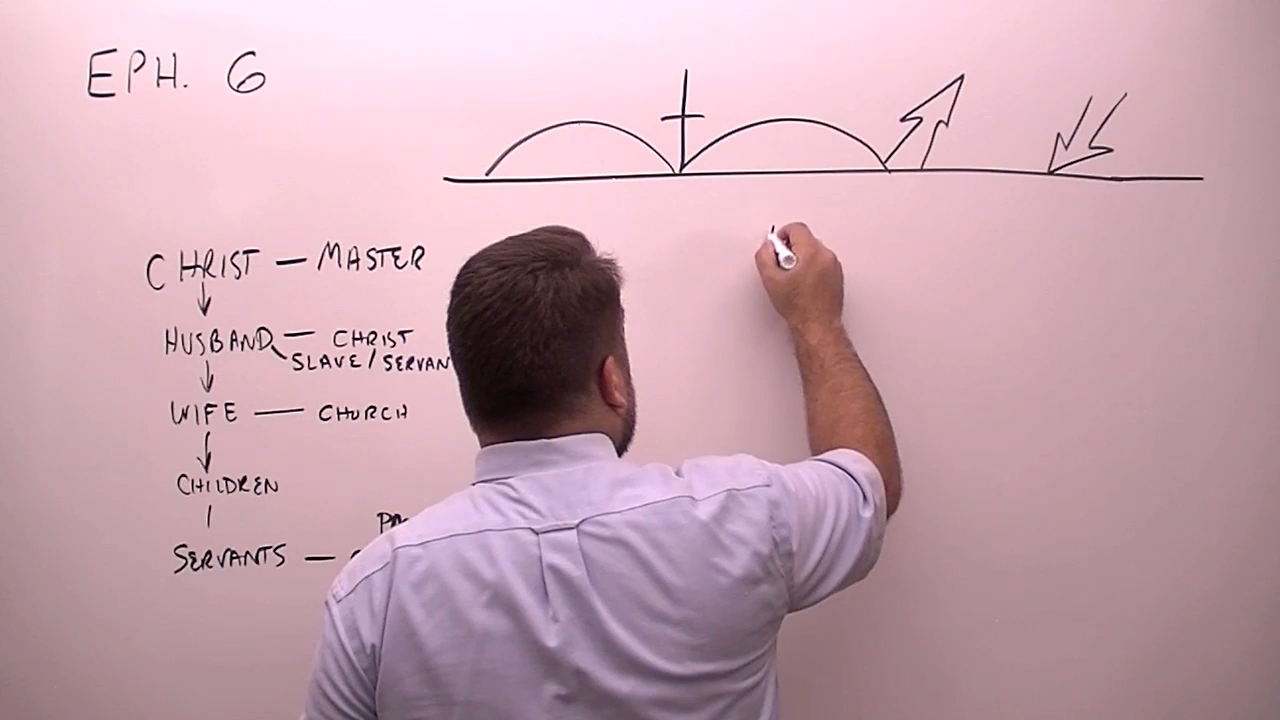 EPH. 6
CHRIST — MASTER
HUSBAND — CHRIST
SLAVE / SERVAN
WIFE — CHURCH
CHILDREN
SERVANTS —